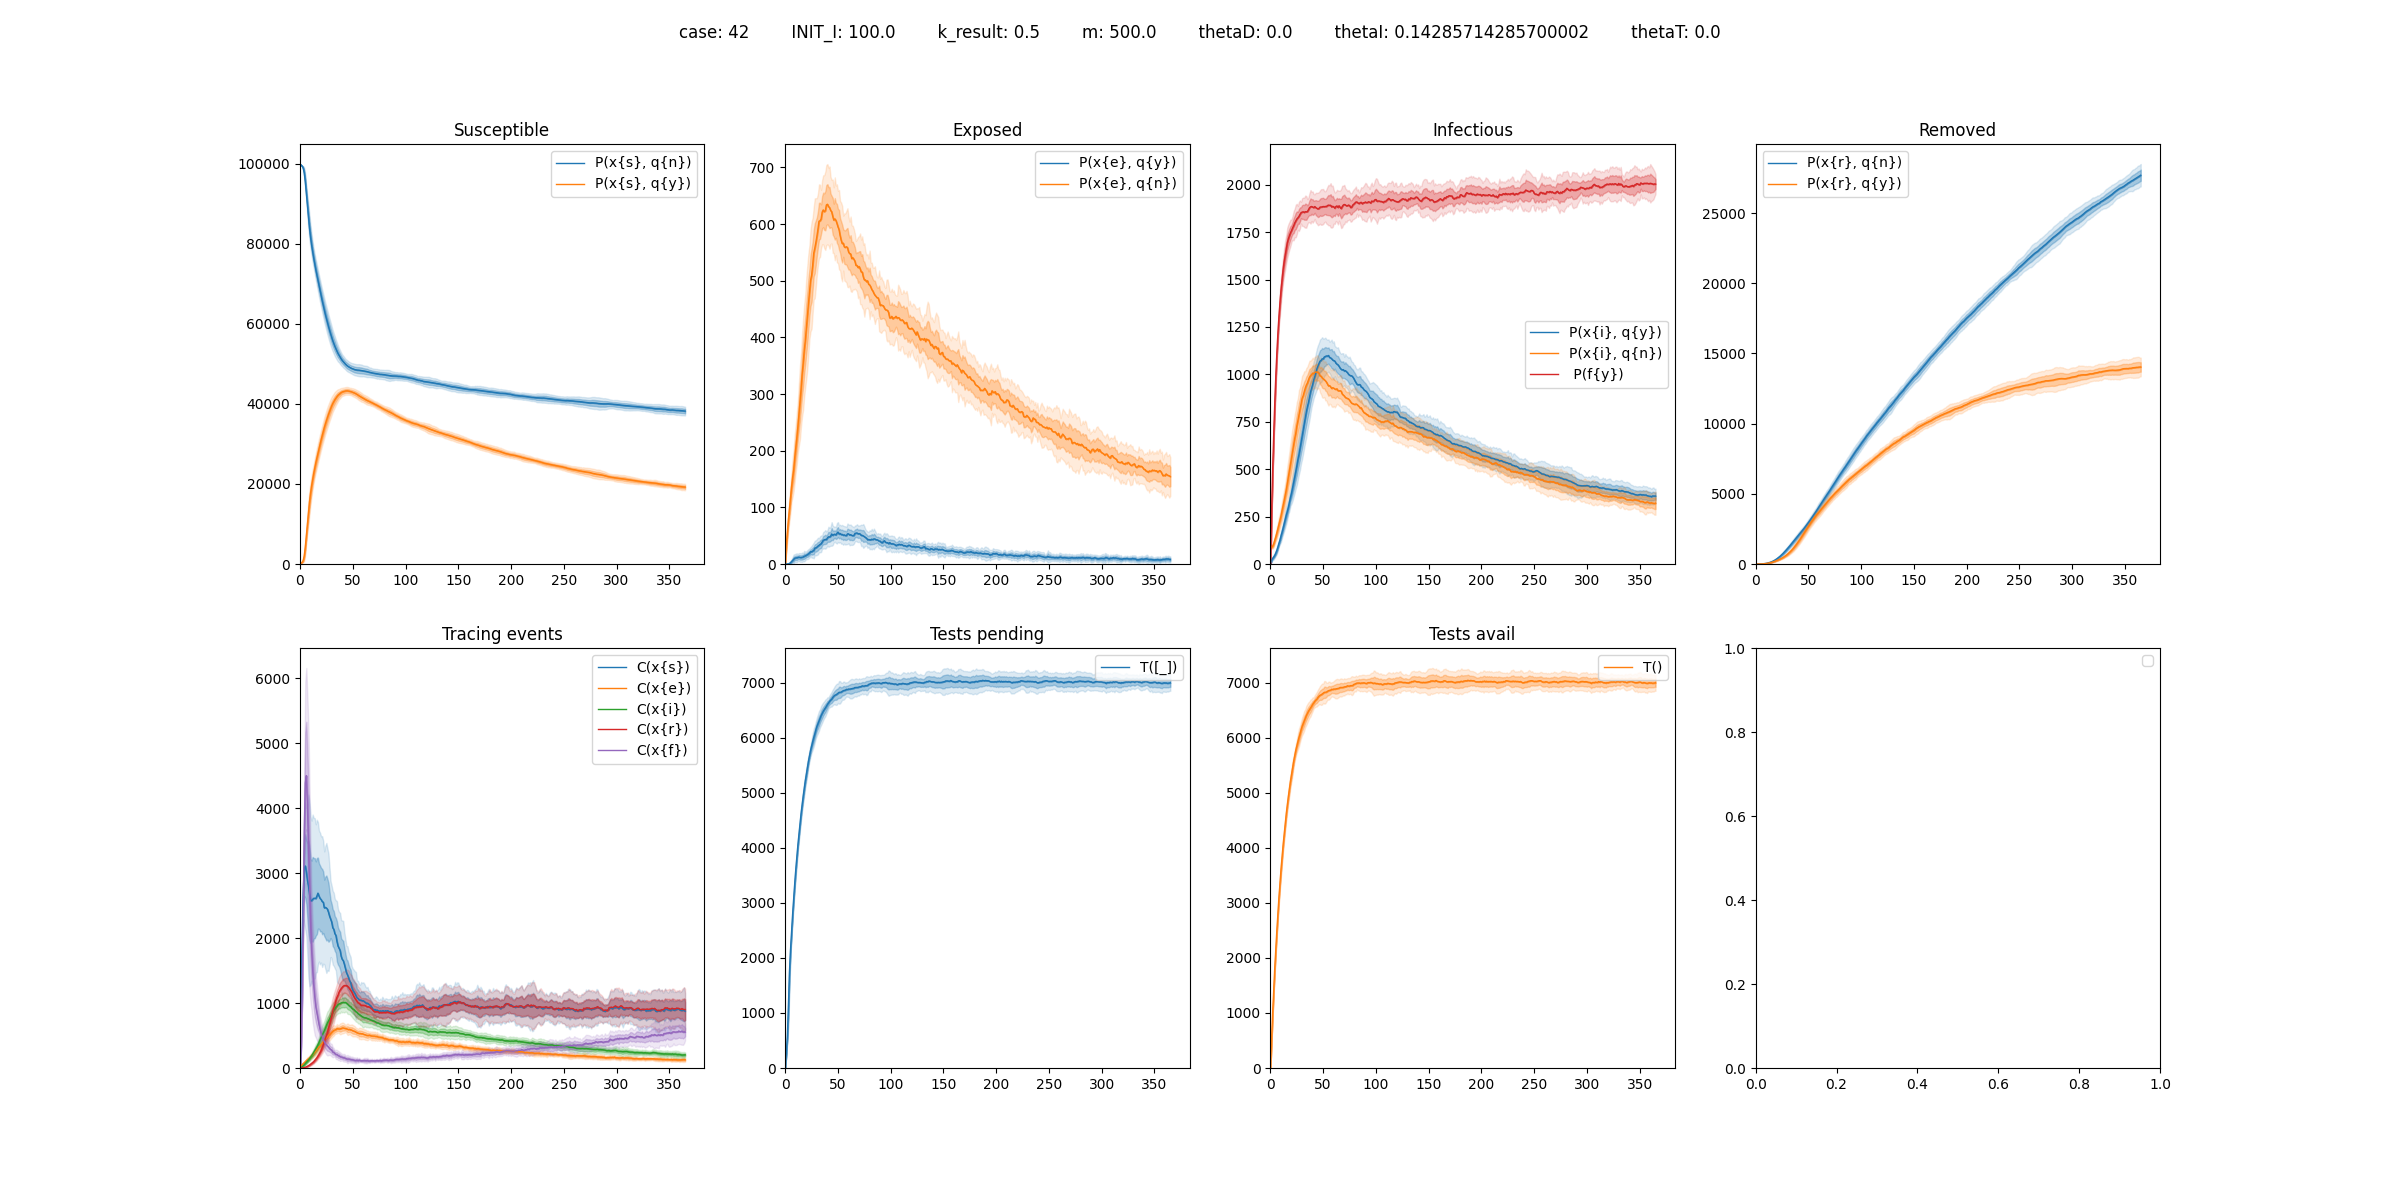 case: 42 INIT_I: 100.0 k_result: 0.5 m: 500.0 thetaD: 0.0 thetaI: 0.14285714285700002 thetaT: 0.0
Susceptible
P(x{s}, q{n})
P(x{s}, q{y})
100000
80000
60000
40000
20000
0
0 50 100 150 200 250 300 350
Exposed
P(x{e}, q{y})
P(x{e}, q{n})
700
600
500
400
300
200
100
0
0 50 100 150 200 250 300 350
Infectious
P(x{i}, q{y})
P(x{i}, q{n})
P(f{y})
2000
1750
1500
1250
1000
750
500
250
0
0 50 100 150 200 250 300 350
Removed
P(x{r}, q{n})
P(x{r}, q{y})
25000
20000
15000
10000
5000
0
0 50 100 150 200 250 300 350
Tracing events
C(x{s})
C(x{e})
C(x{i})
C(x{r})
C(x{f})
6000
5000
4000
3000
2000
1000
0
0 50 100 150 200 250 300 350
Tests pending
T([_])
7000
6000
5000
4000
3000
2000
1000
0
0 50 100 150 200 250 300 350
Tests avail
T()
7000
6000
5000
4000
3000
2000
1000
0
0 50 100 150 200 250 300 350
1.0
0.8
0.6
0.4
0.2
0.0
0.0 0.2 0.4 0.6 0.8 1.0